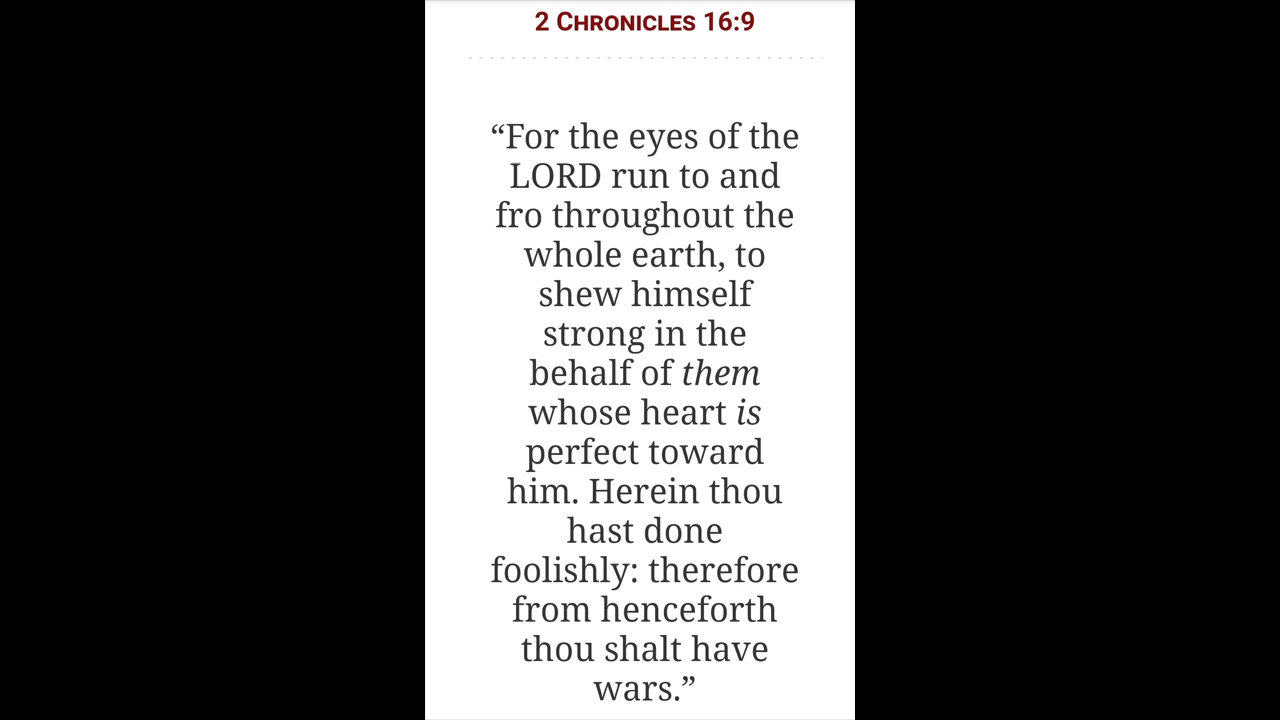 2 Chronicles 16:9
“For the eyes of the
LORD run to and
fro throughout the
whole earth, to
shew himself
strong in the
behalf of them
whose heart is
perfect toward
him. Herein thou
hast done
foolishly: therefore
from henceforth
thou shalt have
wars.”